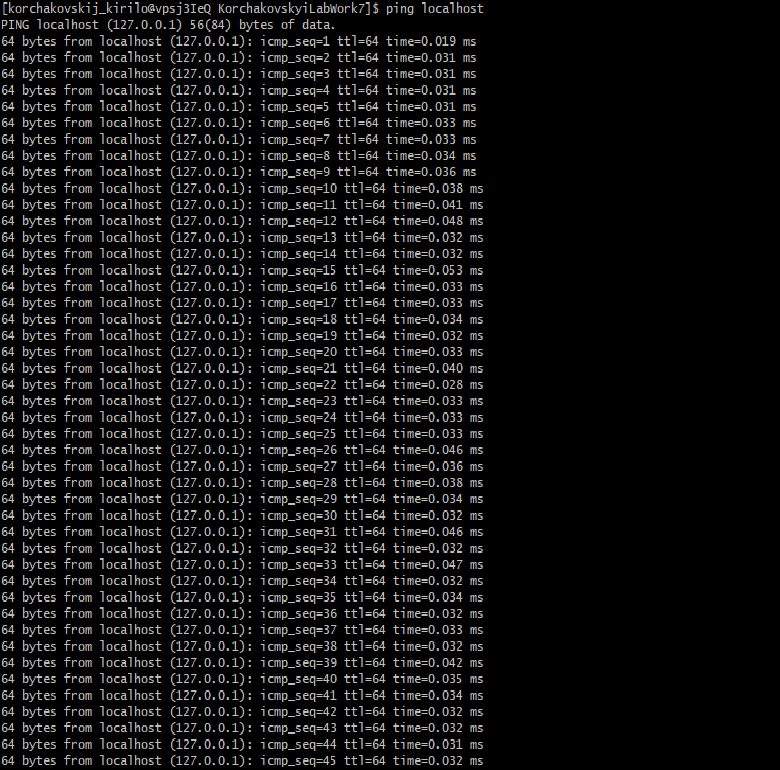 [korchakovskij_kirilo@vpsj3IeQ KorchakovskyiLabWork7]$ ping localhost
PING localhost (127.0.0.1) 56(84) bytes of data.
64 bytes from localhost (127.0.0.1): icmp_seq=1 ttl=64 time=0.019 ms
64 bytes from localhost (127.0.0.1): icmp_seq=2 ttl=64 time=0.031 ms
64 bytes from localhost (127.0.0.1): icmp_seq=3 ttl=64 time=0.031 ms
64 bytes from localhost (127.0.0.1): icmp_seq=4 ttl=64 time=0.031 ms
64 bytes from localhost (127.0.0.1): icmp_seq=5 ttl=64 time=0.031 ms
64 bytes from localhost (127.0.0.1): icmp_seq=6 ttl=64 time=0.033 ms
64 bytes from localhost (127.0.0.1): icmp_seq=7 ttl=64 time=0.033 ms
64 bytes from localhost (127.0.0.1): icmp_seq=8 ttl=64 time=0.034 ms
64 bytes from localhost (127.0.0.1): icmp_seq=9 ttl=64 time=0.036 ms
64 bytes from localhost (127.0.0.1): icmp_seq=10 ttl=64 time=0.038 ms
64 bytes from localhost (127.0.0.1): icmp_seq=11 ttl=64 time=0.041 ms
64 bytes from localhost (127.0.0.1): icmp_seq=12 ttl=64 time=0.048 ms
64 bytes from localhost (127.0.0.1): icmp_seq=13 ttl=64 time=0.032 ms
64 bytes from localhost (127.0.0.1): icmp_seq=14 ttl=64 time=0.032 ms
64 bytes from localhost (127.0.0.1): icmp_seq=15 ttl=64 time=0.053 ms
64 bytes from localhost (127.0.0.1): icmp_seq=16 ttl=64 time=0.033 ms
64 bytes from localhost (127.0.0.1): icmp_seq=17 ttl=64 time=0.033 ms
64 bytes from localhost (127.0.0.1): icmp_seq=18 ttl=64 time=0.034 ms
64 bytes from localhost (127.0.0.1): icmp_seq=19 ttl=64 time=0.032 ms
64 bytes from localhost (127.0.0.1): icmp_seq=20 ttl=64 time=0.033 ms
64 bytes from localhost (127.0.0.1): icmp_seq=21 ttl=64 time=0.040 ms
64 bytes from localhost (127.0.0.1): icmp_seq=22 ttl=64 time=0.028 ms
64 bytes from localhost (127.0.0.1): icmp_seq=23 ttl=64 time=0.033 ms
64 bytes from localhost (127.0.0.1): icmp_seq=24 ttl=64 time=0.033 ms
64 bytes from localhost (127.0.0.1): icmp_seq=25 ttl=64 time=0.033 ms
64 bytes from localhost (127.0.0.1): icmp_seq=26 ttl=64 time=0.046 ms
64 bytes from localhost (127.0.0.1): icmp_seq=27 ttl=64 time=0.036 ms
64 bytes from localhost (127.0.0.1): icmp_seq=28 ttl=64 time=0.038 ms
64 bytes from localhost (127.0.0.1): icmp_seq=29 ttl=64 time=0.034 ms
64 bytes from localhost (127.0.0.1): icmp_seq=30 ttl=64 time=0.032 ms
64 bytes from localhost (127.0.0.1): icmp_seq=31 ttl=64 time=0.046 ms
64 bytes from localhost (127.0.0.1): icmp_seq=32 ttl=64 time=0.032 ms
64 bytes from localhost (127.0.0.1): icmp_seq=33 ttl=64 time=0.047 ms
64 bytes from localhost (127.0.0.1): icmp_seq=34 ttl=64 time=0.032 ms
64 bytes from localhost (127.0.0.1): icmp_seq=35 ttl=64 time=0.034 ms
64 bytes from localhost (127.0.0.1): icmp_seq=36 ttl=64 time=0.032 ms
64 bytes from localhost (127.0.0.1): icmp_seq=37 ttl=64 time=0.033 ms
64 bytes from localhost (127.0.0.1): icmp_seq=38 ttl=64 time=0.032 ms
64 bytes from localhost (127.0.0.1): icmp_seq=39 ttl=64 time=0.042 ms
64 bytes from localhost (127.0.0.1): icmp_seq=40 ttl=64 time=0.035 ms
64 bytes from localhost (127.0.0.1): icmp_seq=41 ttl=64 time=0.034 ms
64 bytes from localhost (127.0.0.1): icmp_seq=42 ttl=64 time=0.032 ms
64 bytes from localhost (127.0.0.1): icmp_seq=43 ttl=64 time=0.032 ms
64 bytes from localhost (127.0.0.1): icmp_seq=44 ttl=64 time=0.031 ms
64 bytes from localhost (127.0.0.1): icmp_seq=45 ttl=64 time=0.032 ms